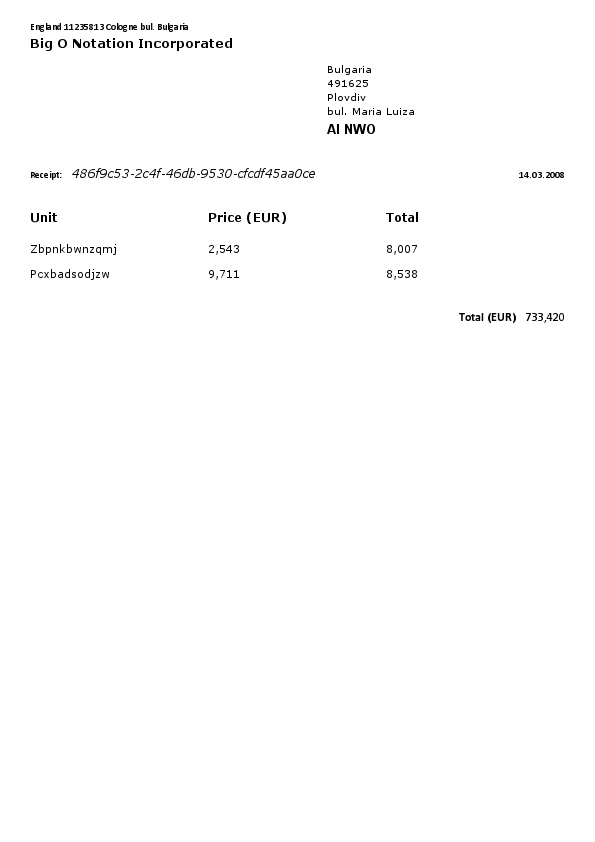 England 11235813 Cologne bul. Bulgaria
Big O Notation Incorporated
Bulgaria
491625
Plovdiv
bul. Maria Luiza
AI NWO
Receipt: 486f9c53-2c4f-46db-9530-cfcdf45aa0ce 14.03.2008
Unit Price (EUR) Total
Zbpnkbwnzqmj 2,543 8,007
Pcxbadsodjzw 9,711 8,538
Total (EUR) 733,420